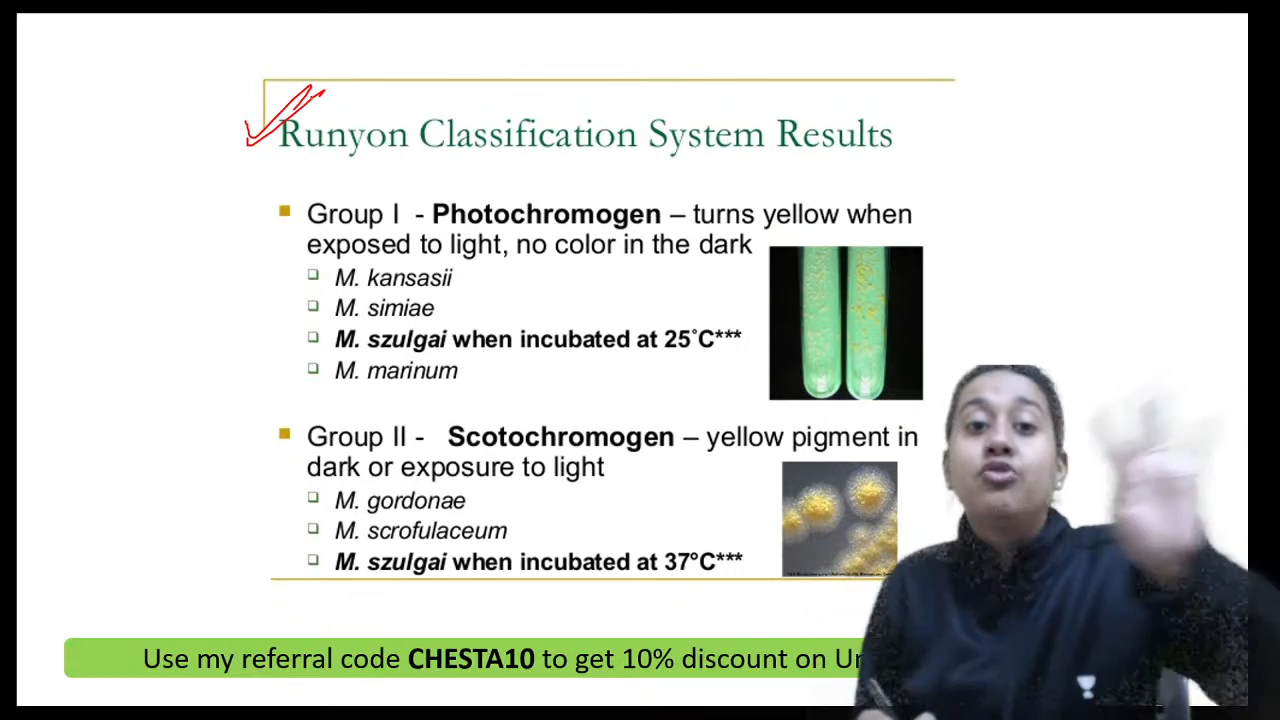 Runyon Classification System Results
Group I - Photochromogen – turns yellow when
exposed to light, no color in the dark
M. kansasii
M. simiae
M. szulgai when incubated at 25˚C***
M. marinum
Group II - Scotochromogen – yellow pigment in
dark or exposure to light
M. gordonae
M. scrofulaceum
M. szulgai when incubated at 37°C***
Use my referral code CHESTA10 to get 10% discount on